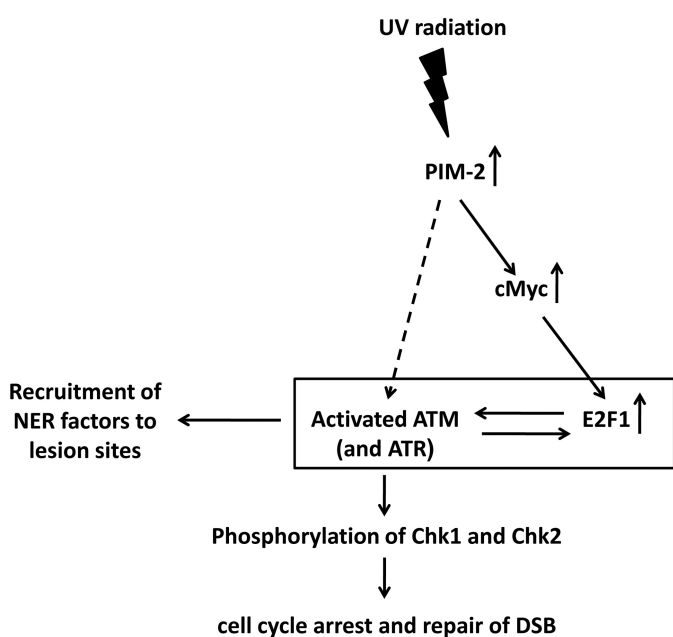 UV radiation
PIM-2
cMyc
Recruitment of
NER factors to
lesion sites
Activated ATM
(and ATR)
E2F1
Phosphorylation of Chk1 and Chk2
cell cycle arrest and repair of DSB